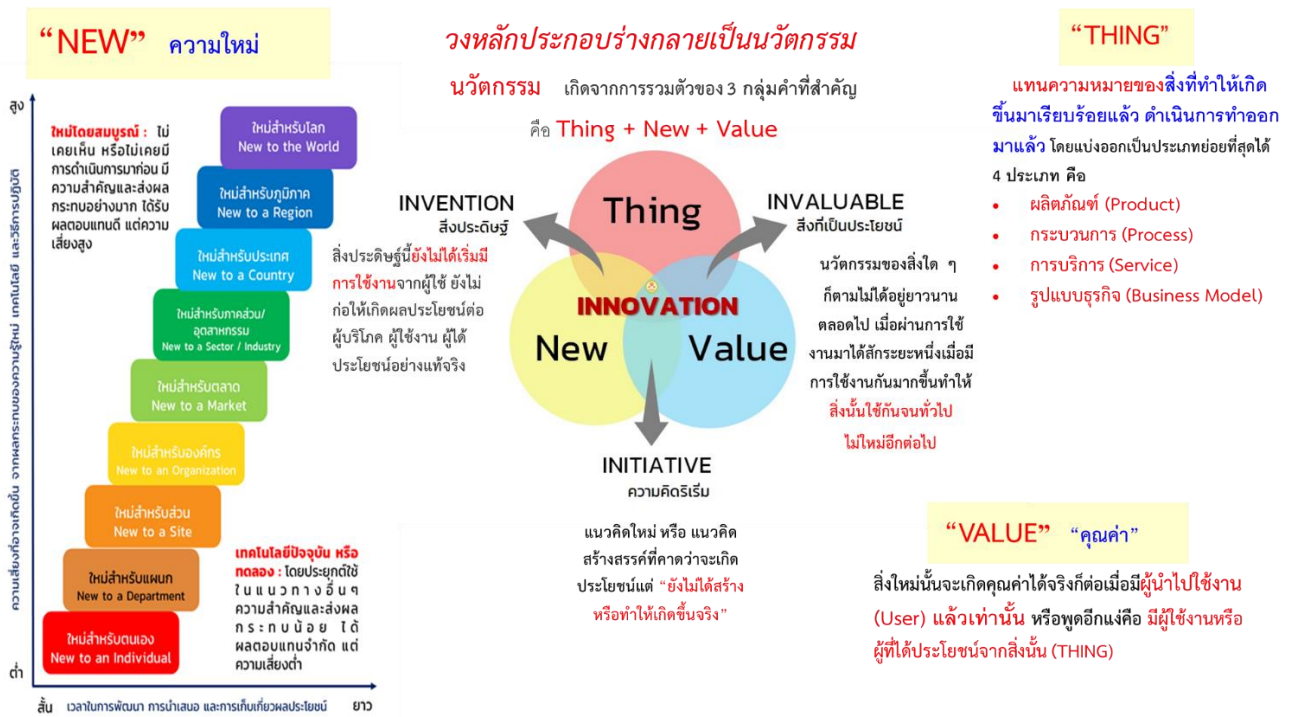 “NEW” ความใหม่
สูง
ความเสี่ยงที่อาจเกิดขึ้น จากผลกระทบของความรู้ใหม่ เทคโนโลยี และวิธีการปฏิบัติ
ต่ำ
ใหม่โดยสมบูรณ์ : ไม่
เคยเห็น หรือไม่เคยมี
การดำเนินการมาก่อน มี
ความสำคัญและส่งผล
กระทบอย่างมาก ได้รับ
ผลตอบแทนดี แต่ความ
เสี่ยงสูง
ใหม่สำหรับโลก
New to the World
ใหม่สำหรับภูมิภาค
New to a Region
ใหม่สำหรับประเทศ
New to a Country
ใหม่สำหรับภาคส่วน/
อุตสาหกรรม
New to a Sector / Industry
ใหม่สำหรับตลาด
New to a Market
ใหม่สำหรับองค์กร
New to an Organization
ใหม่สำหรับส่วน
New to a Site
ใหม่สำหรับแผนก
New to a Department
ใหม่สำหรับตนเอง
New to an Individual
เทคโนโลยีปัจจุบัน หรือ
ทดลอง : โดยประยุกต์ใช้
ในแนวทางอื่นๆ
ความสำคัญและส่งผล
กระทบน้อย ได้
ผลตอบแทนจำกัด แต่
ความเสี่ยงต่ำ
สั้น เวลาในการพัฒนา การนำเสนอ และการเก็บเกี่ยวผลประโยชน์ ยาว
วงหลักประกอบร่างกลายเป็นนวัตกรรม
นวัตกรรม เกิดจากการรวมตัวของ 3 กลุ่มคำที่สำคัญ
คือ Thing + New + Value
Thing
New
Value
INNOVATION
INVENTION
สิ่งประดิษฐ์
สิ่งประดิษฐ์นี้ยังไม่ได้เริ่มมี
การใช้งานจากผู้ใช้ ยังไม่
ก่อให้เกิดผลประโยชน์ต่อ
ผู้บริโภค ผู้ใช้งาน ผู้ได้
ประโยชน์อย่างแท้จริง
INVALUABLE
สิ่งที่เป็นประโยชน์
นวัตกรรมของสิ่งใด ๆ
ก็ตามไม่ได้อยู่ยาวนาน
ตลอดไป เมื่อผ่านการใช้
งานมาได้สักระยะหนึ่งเมื่อมี
การใช้งานกันมากขึ้นทำให้
สิ่งนั้นใช้กันจนทั่วไป
ไม่ใหม่อีกต่อไป
INITIATIVE
ความคิดริเริ่ม
แนวคิดใหม่ หรือ แนวคิด
สร้างสรรค์ที่คาดว่าจะเกิด
ประโยชน์แต่ “ยังไม่ได้สร้าง
หรือทำให้เกิดขึ้นจริง”
“THING”
แทนความหมายของสิ่งที่ทำให้เกิด
ขึ้นมาเรียบร้อยแล้ว ดำเนินการทำออก
มาแล้ว โดยแบ่งออกเป็นประเภทย่อยที่สุดได้
4 ประเภท คือ
• ผลิตภัณฑ์ (Product)
• กระบวนการ (Process)
• การบริการ (Service)
• รูปแบบธุรกิจ (Business Model)
“VALUE” “คุณค่า”
สิ่งใหม่นั้นจะเกิดคุณค่าได้จริงก็ต่อเมื่อมีผู้นำไปใช้งาน
(User) แล้วเท่านั้น หรือพูดอีกแง่คือ มีผู้ใช้งานหรือ
ผู้ที่ได้ประโยชน์จากสิ่งนั้น (THING)